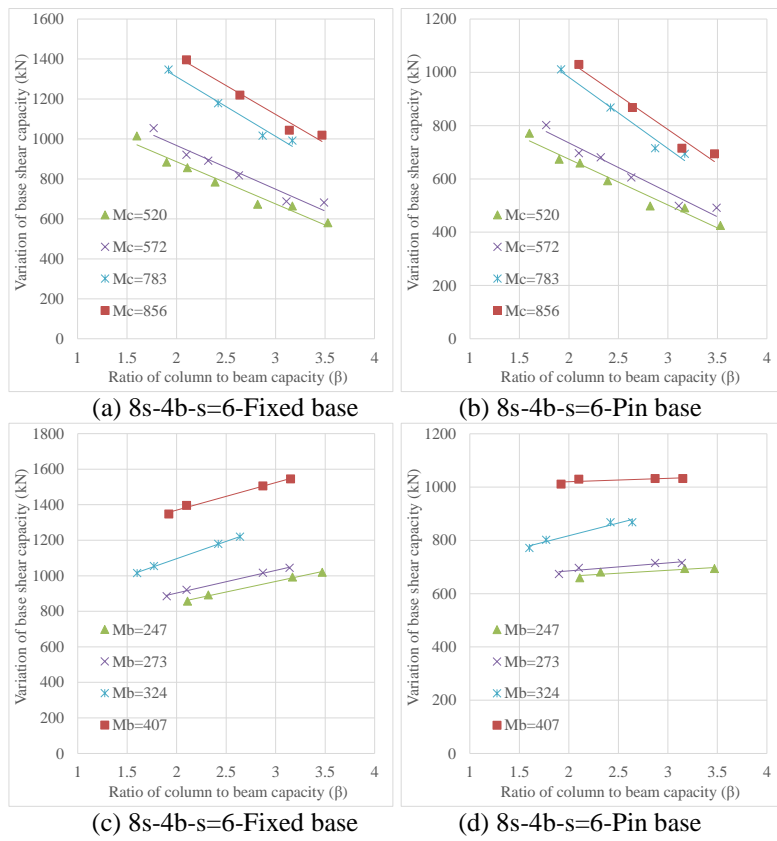 1600
1400
1200
1000
800
600
400
200
0
Variation of base shear capacity (kN)
Mc=520
Mc=572
Mc=783
Mc=856
1 1.5 2 2.5 3 3.5 4
Ratio of column to beam capacity (β)
(a) 8s-4b-s=6-Fixed base
1200
1000
800
600
400
200
0
Variation of base shear capacity (kN)
Mc=520
Mc=572
Mc=783
Mc=856
1 1.5 2 2.5 3 3.5 4
Ratio of column to beam capacity (β)
(b) 8s-4b-s=6-Pin base
1800
1600
1400
1200
1000
800
600
400
200
0
Variation of base shear capacity (kN)
Mb=247
Mb=273
Mb=324
Mb=407
1 1.5 2 2.5 3 3.5 4
Ratio of column to beam capacity (β)
(c) 8s-4b-s=6-Fixed base
1200
1000
800
600
400
200
0
Variation of base shear capacity (kN)
Mb=247
Mb=273
Mb=324
Mb=407
1 1.5 2 2.5 3 3.5 4
Ratio of column to beam capacity (β)
(d) 8s-4b-s=6-Pin base